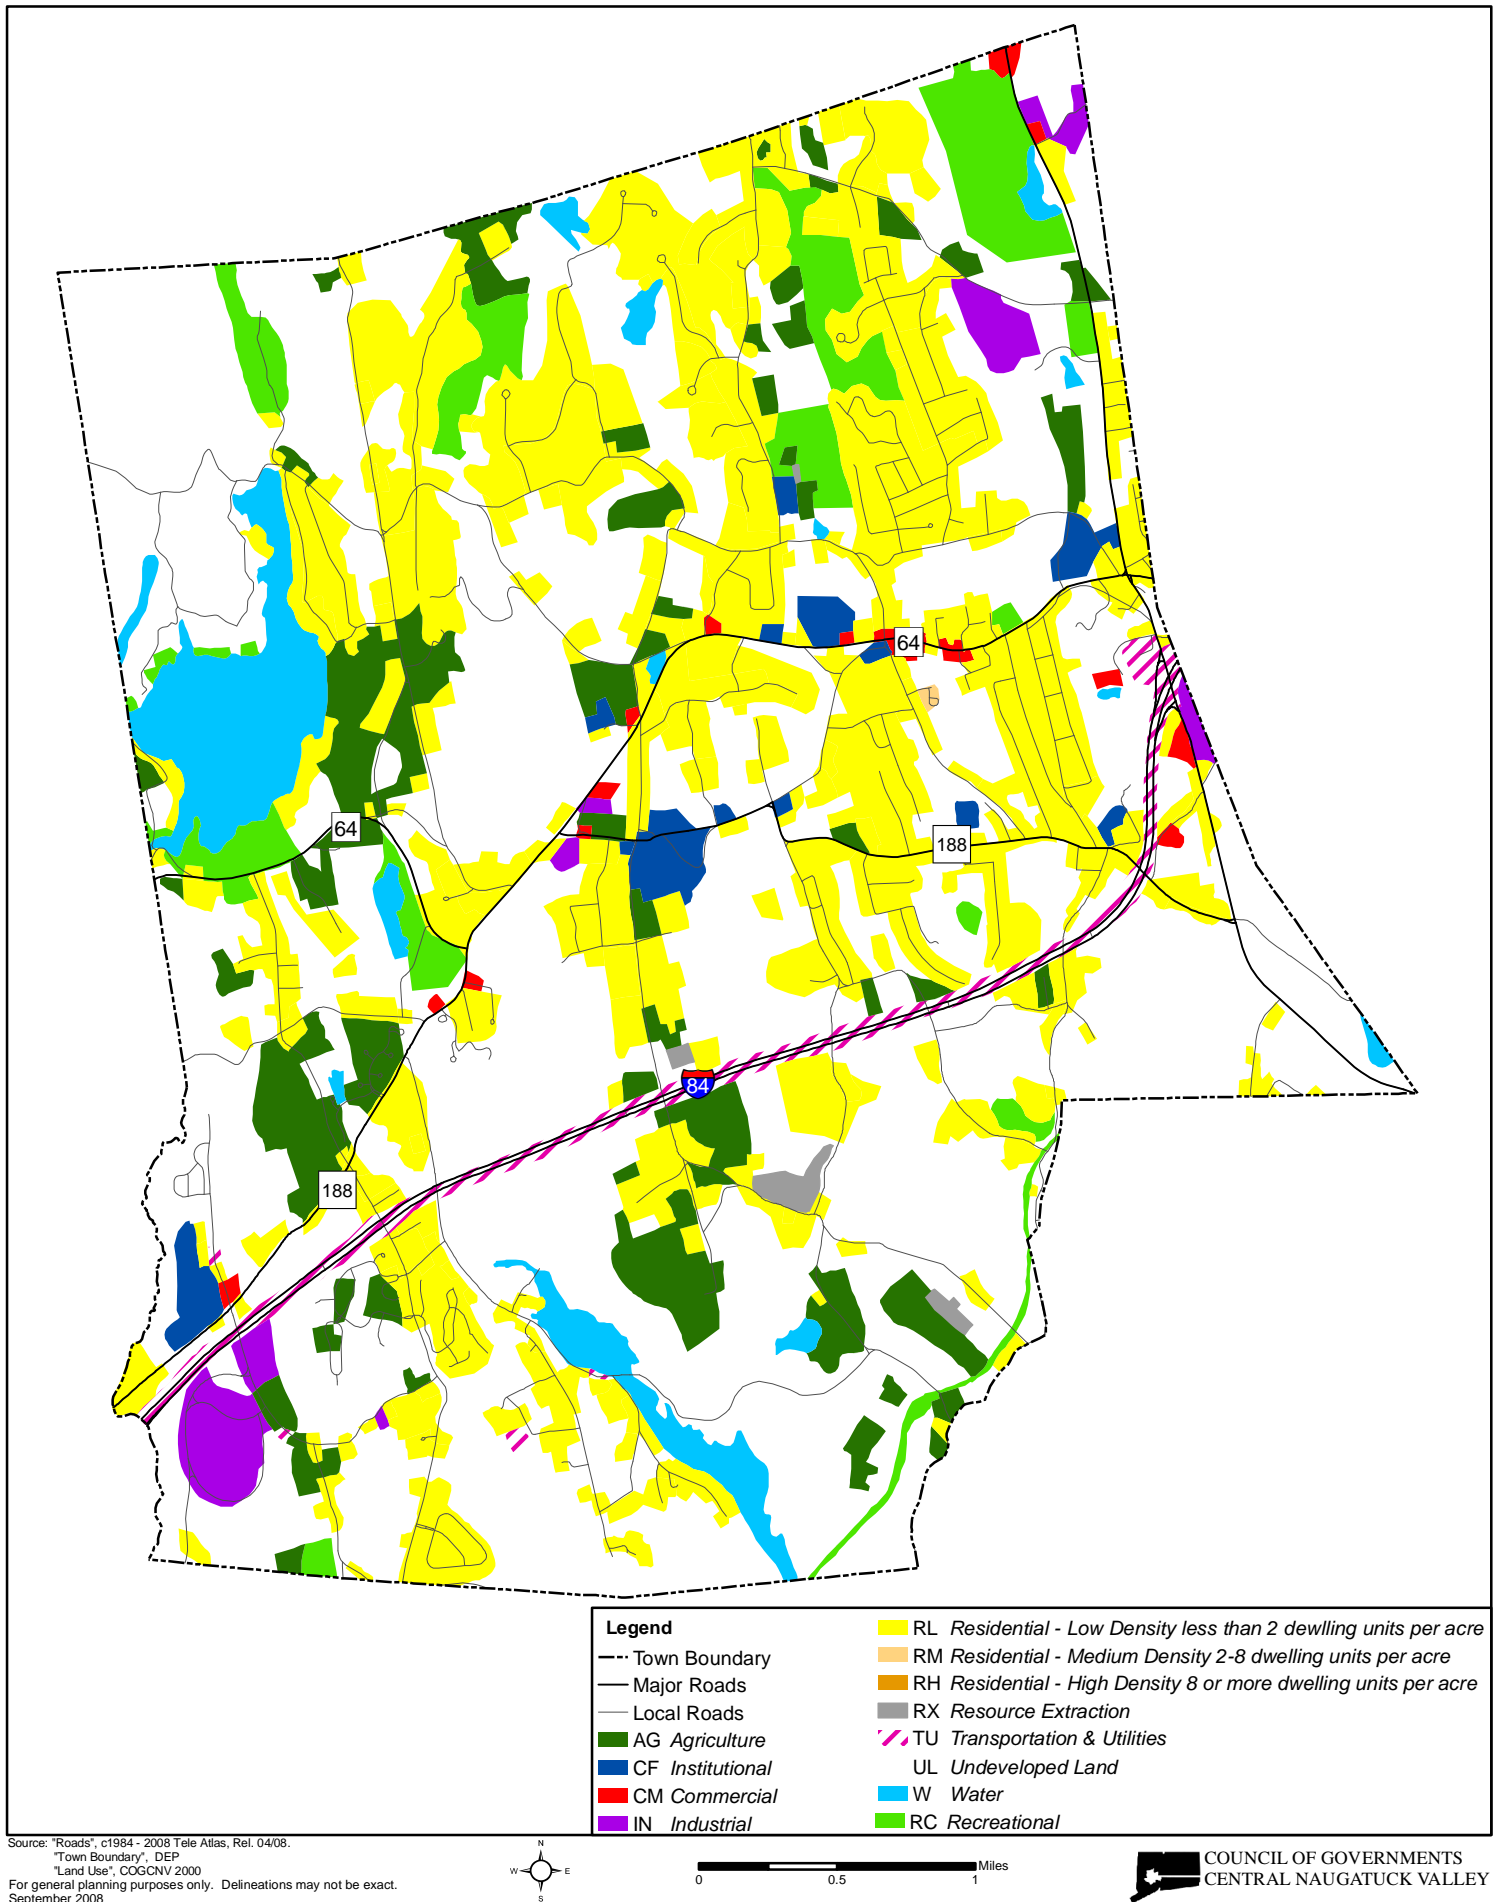 64
64
188
84
188
Legend
Town Boundary
Major Roads
Local Roads
AG Agriculture
CF Institutional
CM Commercial
IN Industrial
RL Residential - Low Density less than 2 dewlling units per acre
RM Residential - Medium Density 2-8 dwelling units per acre
RH Residential - High Density 8 or more dwelling units per acre
RX Resource Extraction
TU Transportation & Utilities
UL Undeveloped Land
W Water
RC Recreational
Source: "Roads", c1984 - 2008 Tele Atlas, Rel. 04/08.
"Town Boundary", DEP
"Land Use", COGCNV 2000
For general planning purposes only. Delineations may not be exact.
September 2008
N
W E
S
Miles
0 0.5 1
COUNCIL OF GOVERNMENTS
CENTRAL NAUGATUCK VALLEY